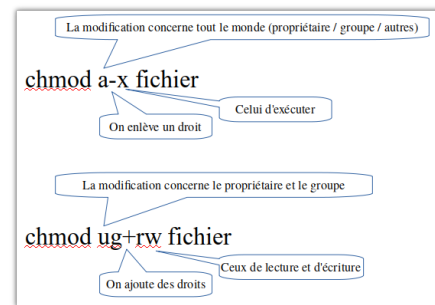 La modification concerne tout le monde (propriétaire / groupe / autres)
chmod a-x fichier
Celui d'exécuter
On enlève un droit
La modification concerne le propriétaire et le groupe
chmod ug+rw fichier
Ceux de lecture et d'écriture
On ajoute des droits